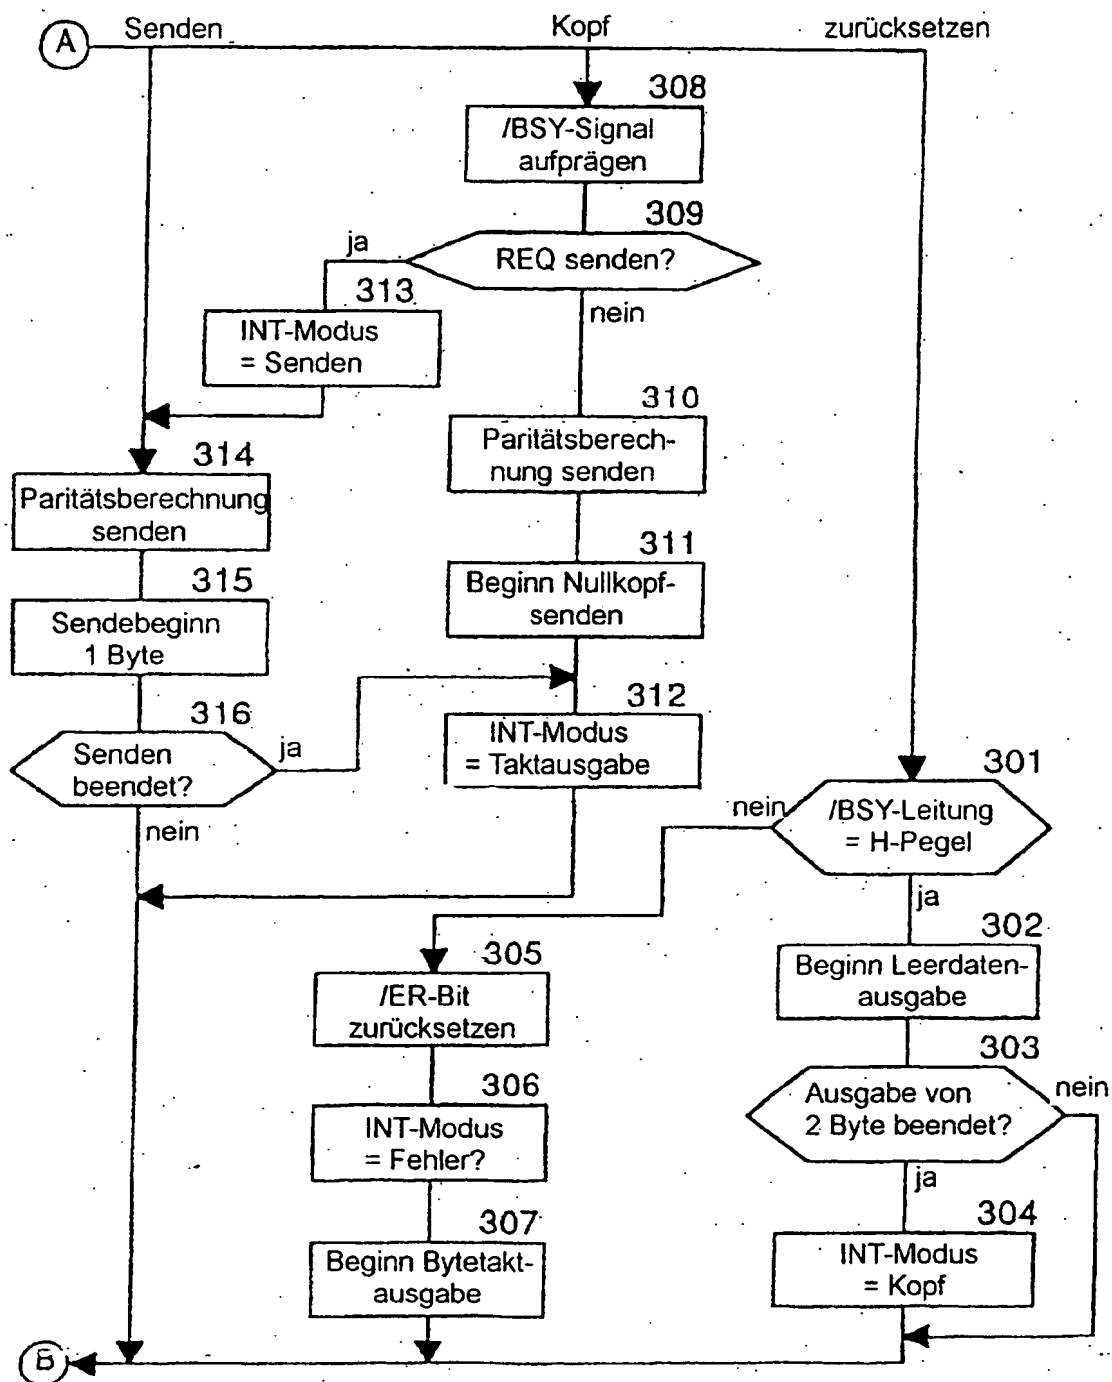 A
Senden
Kopf
zurücksetzen
308
/BSY-Signal
aufprägen
309
REQ senden?
ja
nein
313
INT-Modus
= Senden
310
Paritätsberech-
nung senden
314
Paritätsberechnung
senden
311
Beginn Nullkopf-
senden
315
Sendebeginn
1 Byte
312
INT-Modus
= Taktausgabe
316
Senden
beendet?
ja
nein
301
/BSY-Leitung
= H-Pegel
nein
ja
302
Beginn Leerdaten-
ausgabe
305
/ER-Bit
zurücksetzen
303
Ausgabe von
2 Byte beendet?
nein
ja
306
INT-Modus
= Fehler?
304
INT-Modus
= Kopf
307
Beginn Bytetakt-
ausgabe
B